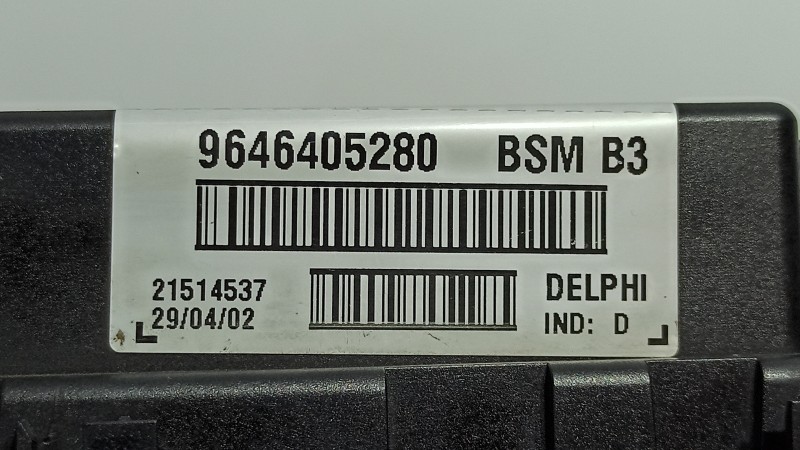 9646405280 BSM B3
21514537 DELPHI
29/04/02 IND: D